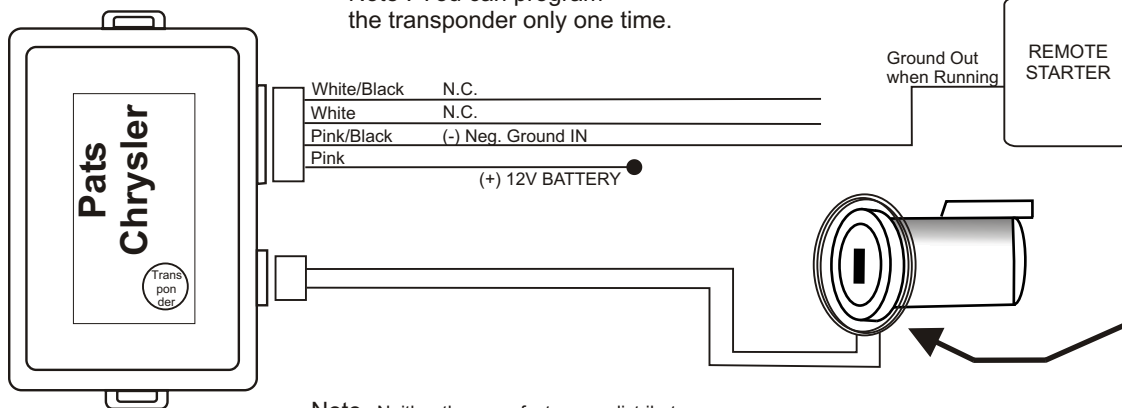 the transponder only one time.
Ground Out
when Running
REMOTE
STARTER
White/Black N.C.
White N.C.
Pink/Black (-) Neg. Ground IN
Pink
(+) 12V BATTERY
Pats
Chrysler
Trans
pon
der